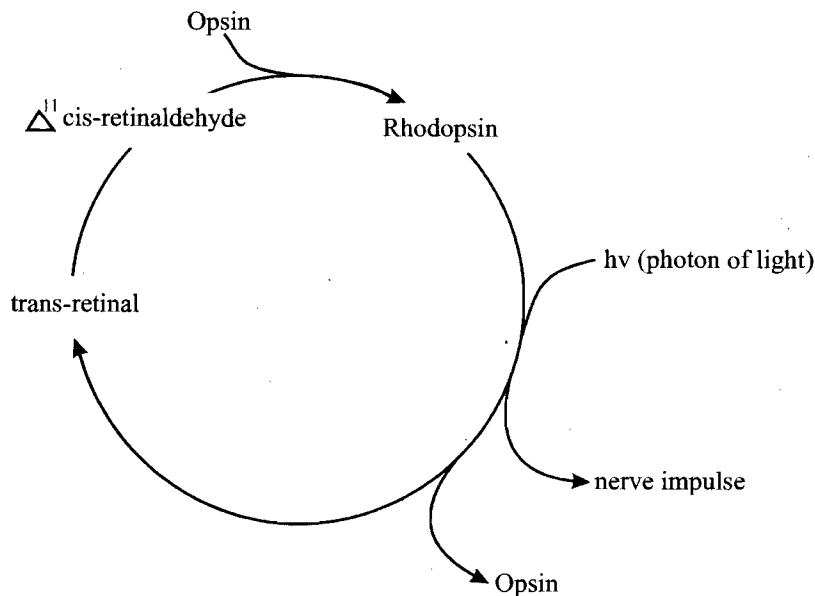 Opsin
Δ¹¹ cis-retinaldehyde
Rhodopsin
hv (photon of light)
trans-retinal
nerve impulse
Opsin